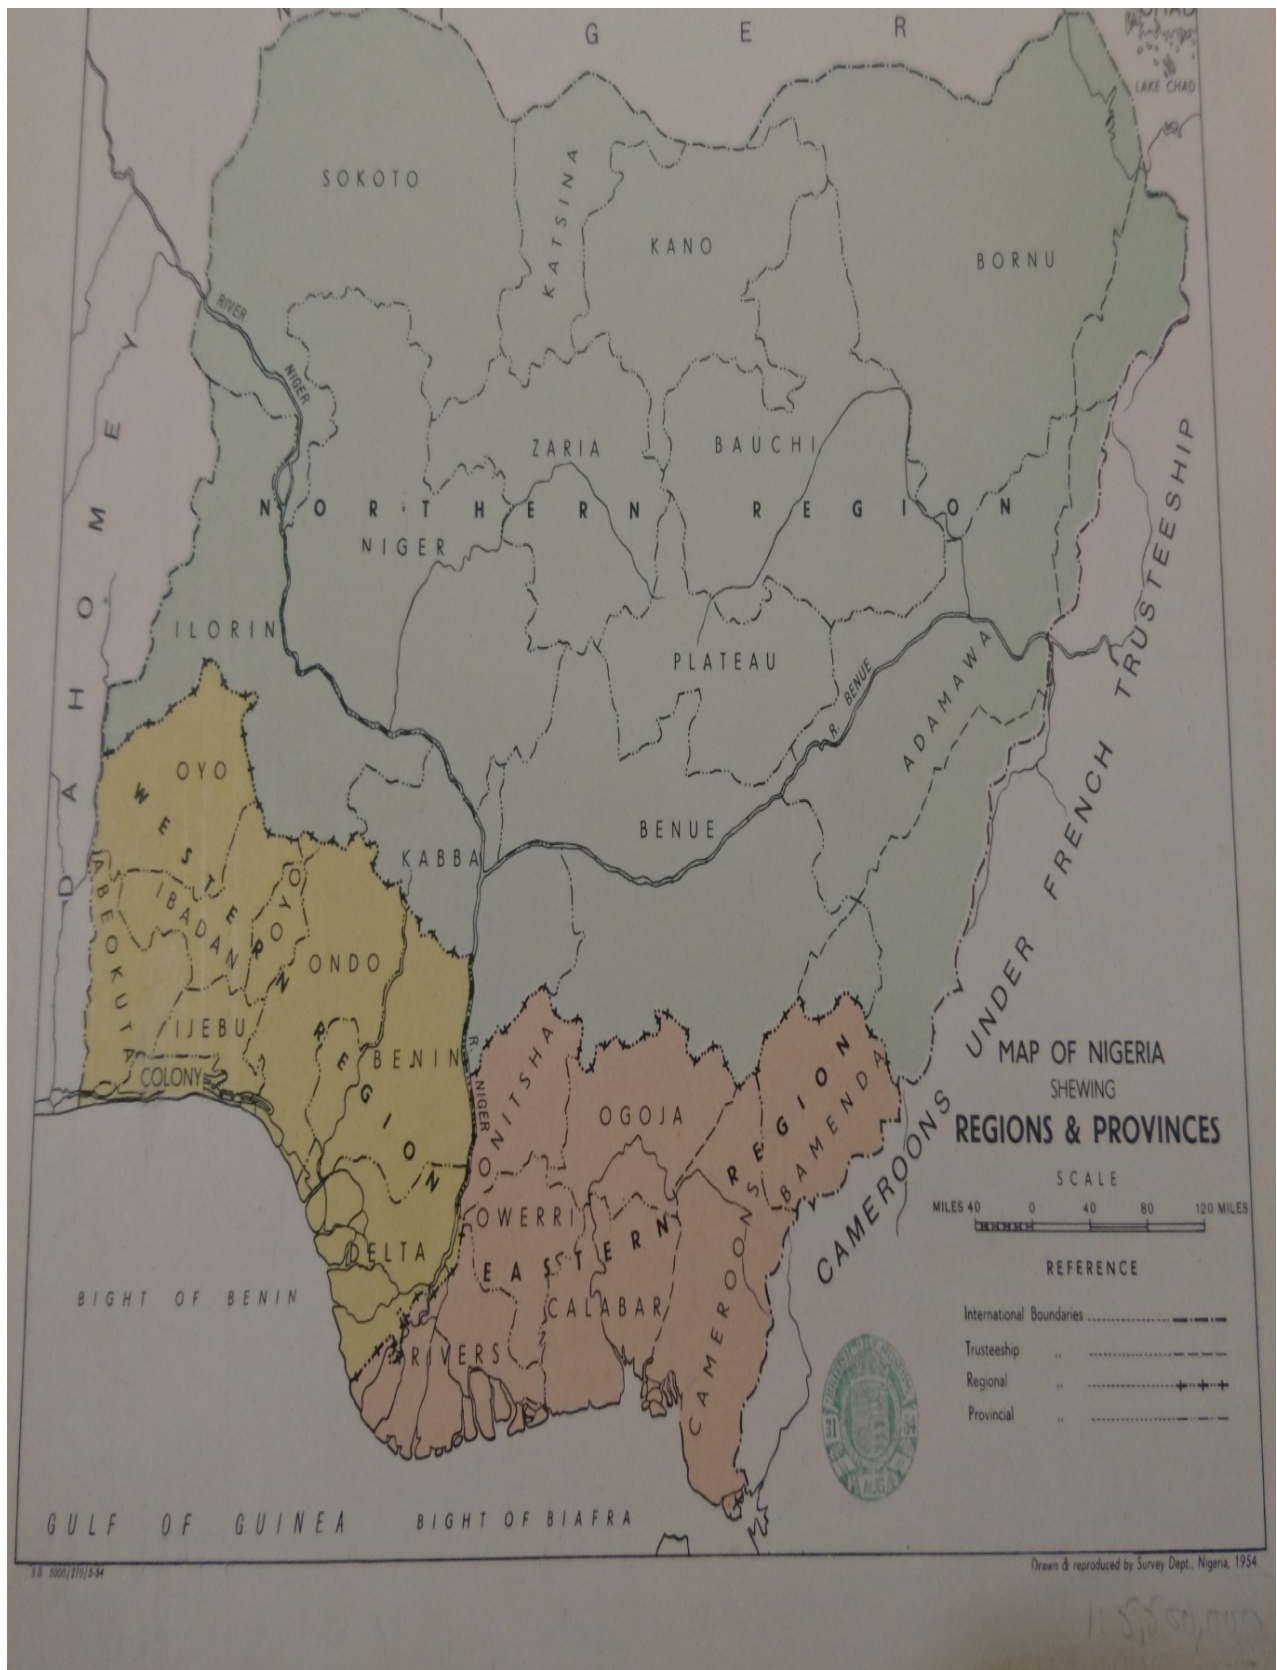 NIGER
LAKE CHAD
SOKOTO
KATSINA
KANO
BORNU
RIVER
NIGER
DAHOMEY
ZARIA
BAUCHI
NORTHERN REGION
NIGER
ILORIN
PLATEAU
R. BENUE
ADAMAWA
OYO
WESTERN REGION
BENUE
KABBA
ABEOKUTA
IBADAN
OYO
ONDO
IJEBU
COLONY
BENIN
R. NIGER
ONITSHA
OGOJA
BAMENDA
OWERRI
EASTERN REGION
DELTA
CALABAR
CAMEROONS
RIVERS
CAMEROONS UNDER FRENCH TRUSTEESHIP
BIGHT OF BENIN
GULF OF GUINEA
BIGHT OF BIAFRA
MAP OF NIGERIA
SHEWING
REGIONS & PROVINCES
SCALE
MILES 40 0 40 80 120 MILES
REFERENCE
International Boundaries
Trusteeship „
Regional „
Provincial „
31 54
AUG
Drawn & reproduced by Survey Dept., Nigeria, 1954